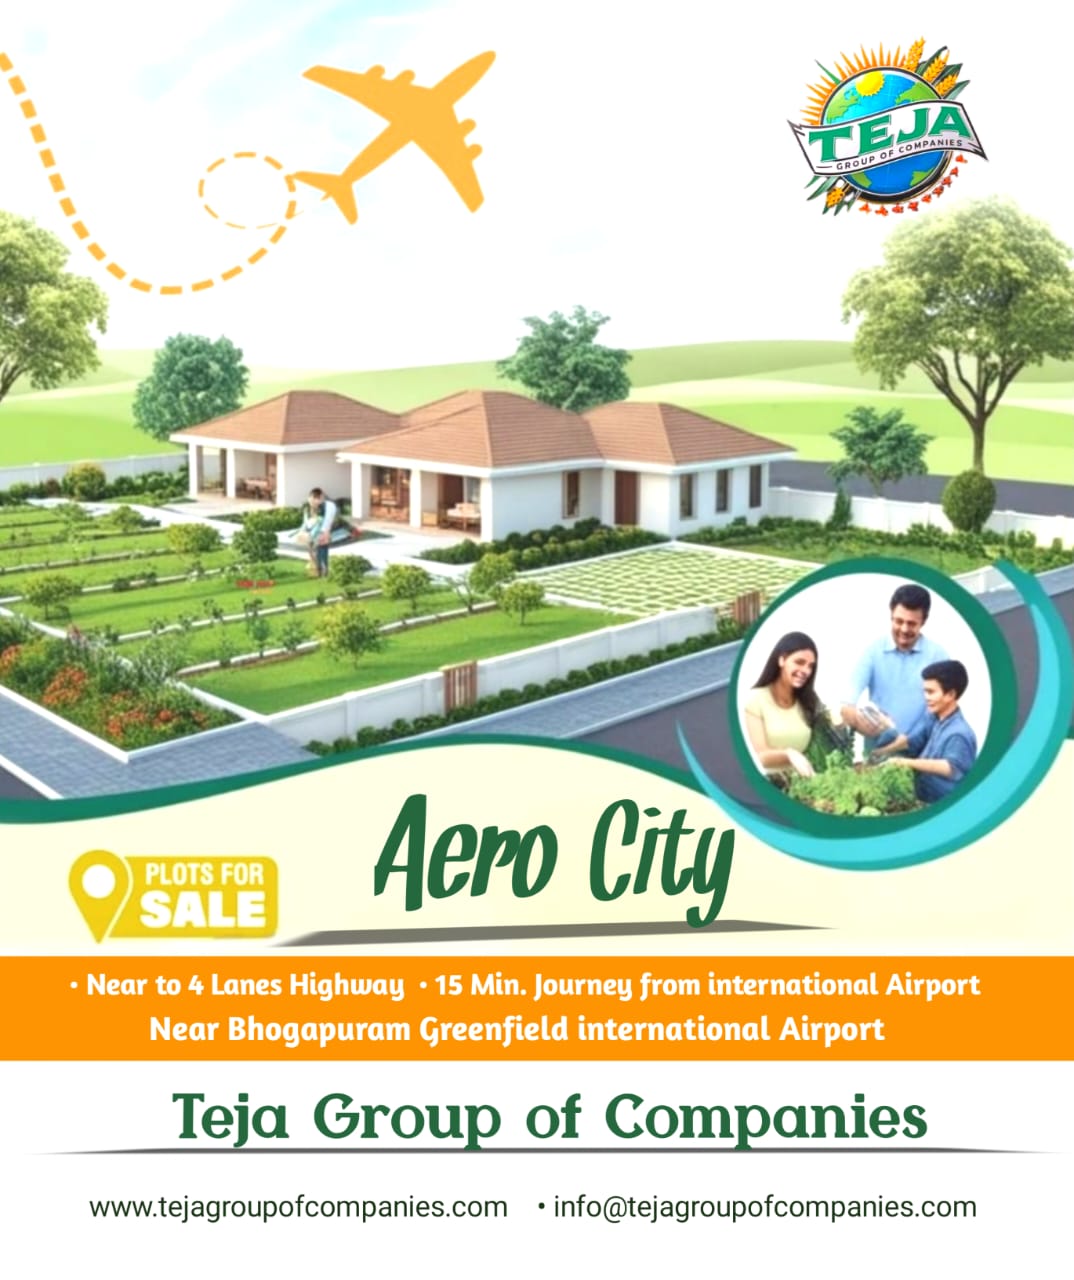 TEJA
GROUP OF COMPANIES
PLOTS FOR
SALE
Aero City
• Near to 4 Lanes Highway • 15 Min. Journey from international Airport
Near Bhogapuram Greenfield international Airport
Teja Group of Companies
www.tejagroupofcompanies.com • info@tejagroupofcompanies.com